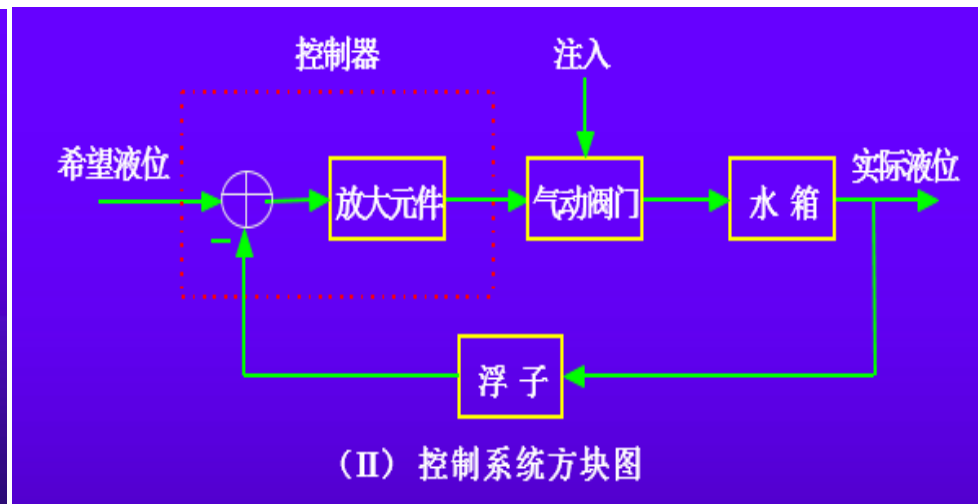 控制器
注入
希望液位
实际液位
放大元件
气动阀门
水 箱
浮 子
(II) 控制系统方块图